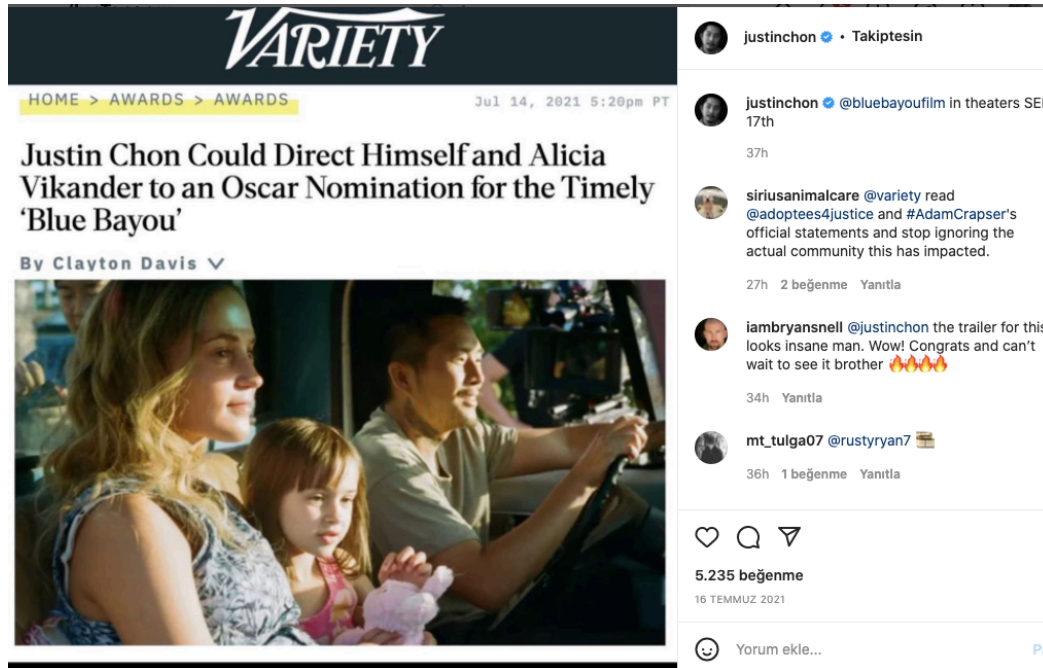 VARIETY
HOME > AWARDS > AWARDS
Jul 14, 2021 5:20pm PT
Justin Chon Could Direct Himself and Alicia
Vikander to an Oscar Nomination for the Timely
‘Blue Bayou’
By Clayton Davis
justinchon • Takiptesin
justinchon @bluebayoufilm in theaters
17th
37h
siriusanimalcare @variety read
@adoptees4justice and #AdamCrapser's
official statements and stop ignoring the
actual community this has impacted.
27h 2 beğenme Yanıtla
iambryansnell @justinchon the trailer for this
looks insane man. Wow! Congrats and can't
wait to see it brother 🔥🔥🔥🔥
34h Yanıtla
mt_tulga07 @rustyryan7
36h 1 beğenme Yanıtla
5.235 beğenme
16 TEMMUZ 2021
Yorum ekle...